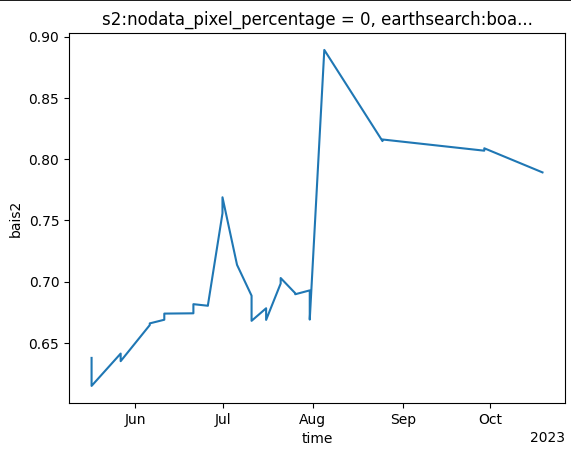 s2:nodata_pixel_percentage = 0, earthsearch:boa...
0.90
0.85
0.80
0.75
0.70
0.65
bais2
Jun Jul Aug Sep Oct
time
2023